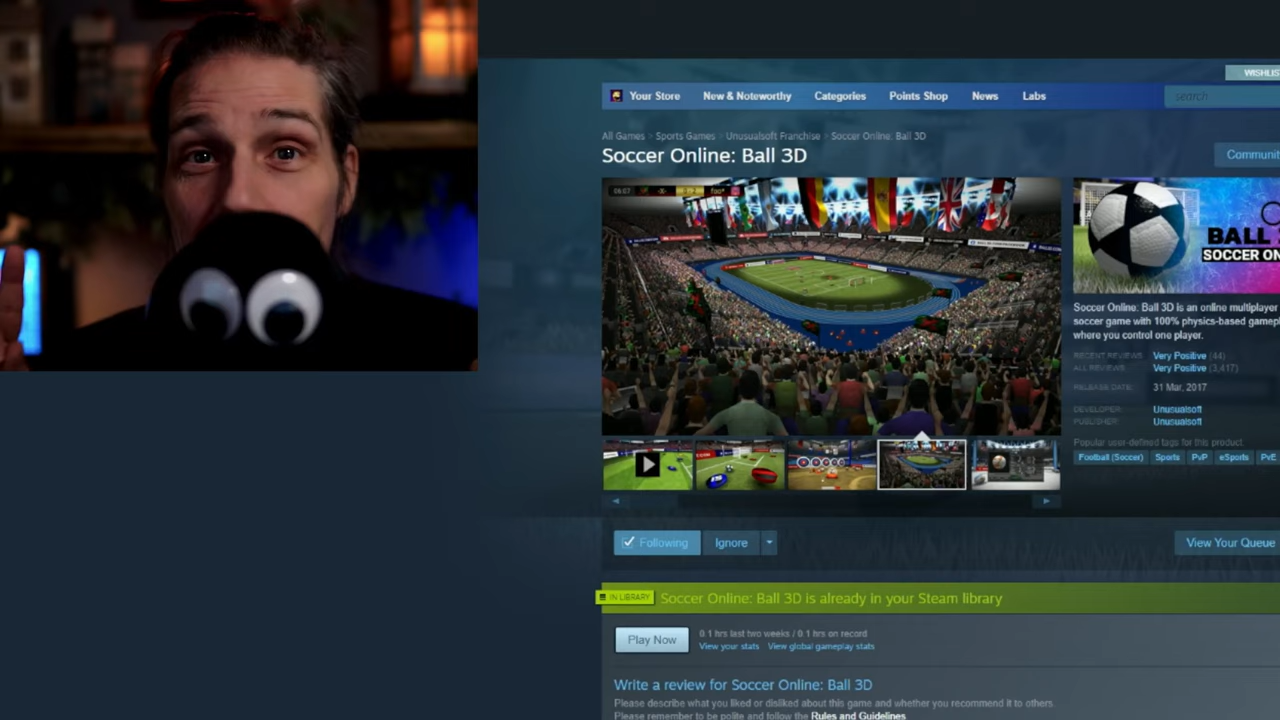 WISHLIS
Your Store New & Noteworthy Categories Points Shop News Labs search
All Games > Sports Games > Unusualsoft Franchise > Soccer Online: Ball 3D
Soccer Online: Ball 3D
Communit
06:07
BALL
SOCCER ON
Soccer Online: Ball 3D is an online multiplayer
soccer game with 100% physics-based gamepl
where you control one player.
RECENT REVIEWS: Very Positive (44)
ALL REVIEWS: Very Positive (3,417)
RELEASE DATE: 31 Mar, 2017
DEVELOPER: Unusualsoft
PUBLISHER: Unusualsoft
Popular user-defined tags for this product:
Football (Soccer) Sports PvP eSports PvE
Following Ignore
View Your Queue
IN LIBRARY Soccer Online: Ball 3D is already in your Steam library
Play Now
0.1 hrs last two weeks / 0.1 hrs on record
View your stats View global gameplay stats
Write a review for Soccer Online: Ball 3D
Please describe what you liked or disliked about this game and whether you recommend it to others.
Please remember to be polite and follow the Rules and Guidelines.